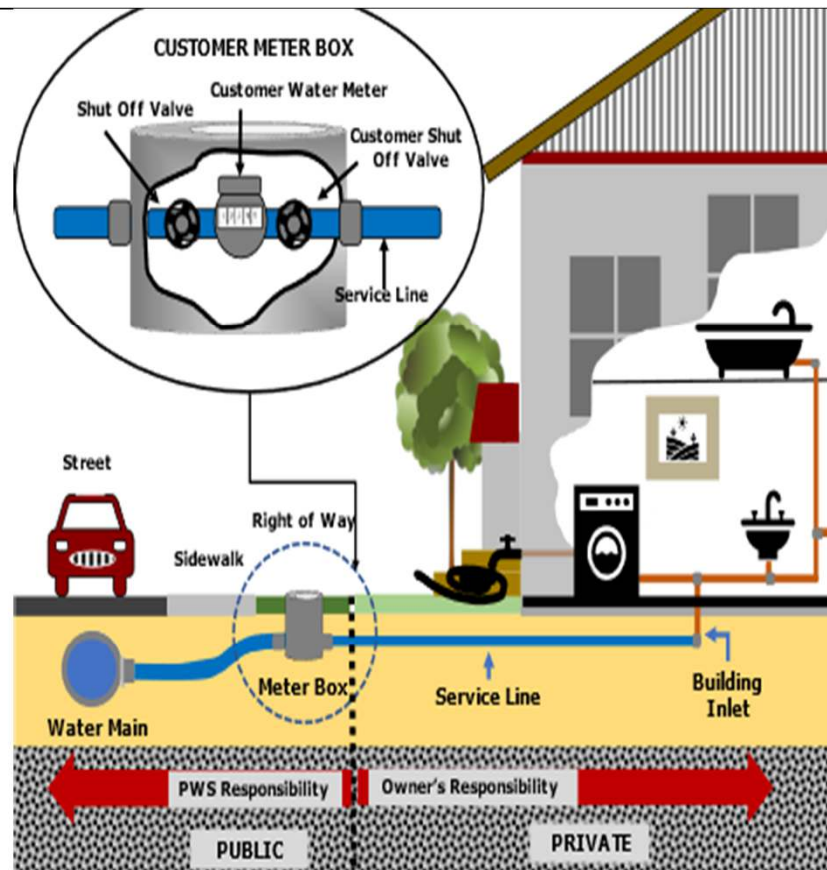 CUSTOMER METER BOX
Customer Water Meter
Shut Off Valve
Customer Shut
Off Valve
Service Line
Street
Right of Way
Sidewalk
Meter Box
Service Line
Building
Inlet
Water Main
PWS Responsibility
Owner's Responsibility
PUBLIC
PRIVATE